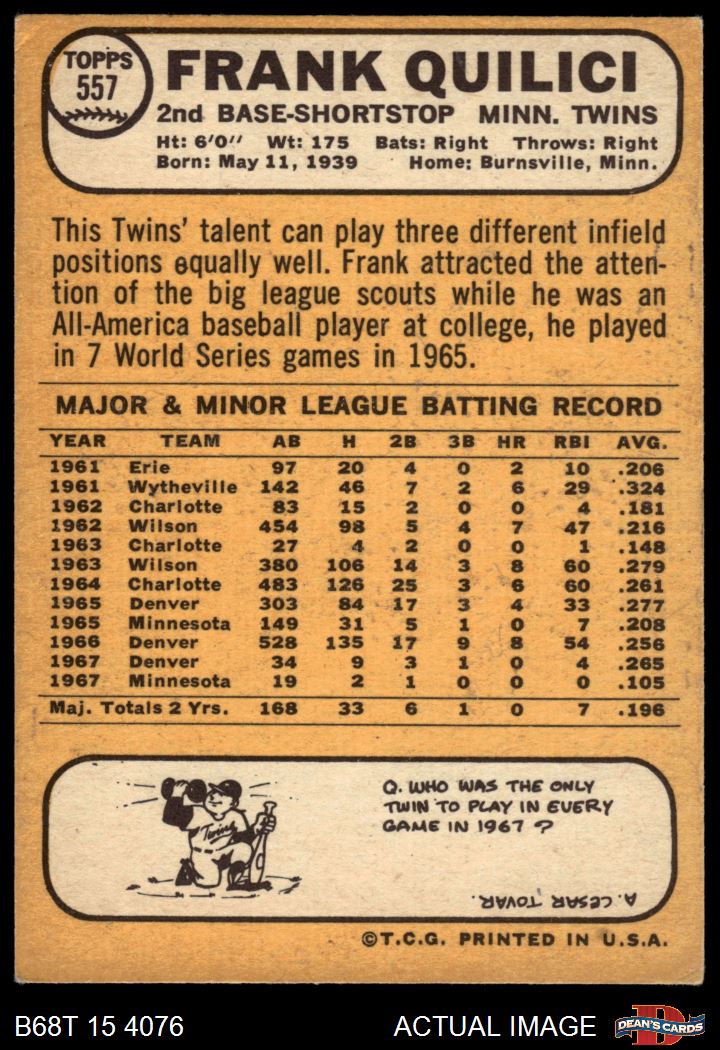 TOPPS
557
FRANK QUILICI
2nd BASE-SHORTSTOP MINN. TWINS
Ht: 6'0" Wt: 175 Bats: Right Throws: Right
Born: May 11, 1939 Home: Burnsville, Minn.
This Twins' talent can play three different infield
positions equally well. Frank attracted the atten-
tion of the big league scouts while he was an
All-America baseball player at college, he played
in 7 World Series games in 1965.
MAJOR & MINOR LEAGUE BATTING RECORD
YEAR TEAM AB H 2B 3B HR RBI AVG.
1961 Erie 97 20 4 0 2 10 .206
1961 Wytheville 142 46 7 2 6 29 .324
1962 Charlotte 83 15 2 0 0 4 .181
1962 Wilson 454 98 5 4 7 47 .216
1963 Charlotte 27 4 2 0 0 1 .148
1963 Wilson 380 106 14 3 8 60 .279
1964 Charlotte 483 126 25 3 6 60 .261
1965 Denver 303 84 17 3 4 33 .277
1965 Minnesota 149 31 5 1 0 7 .208
1966 Denver 528 135 17 9 8 54 .256
1967 Denver 34 9 3 1 0 4 .265
1967 Minnesota 19 2 1 0 0 0 .105
Maj. Totals 2 Yrs. 168 33 6 1 0 7 .196
Twins
Q. WHO WAS THE ONLY
TWIN TO PLAY IN EVERY
GAME IN 1967 ?
A. CESAR TOVAR.
©T.C.G. PRINTED IN U.S.A.
B68T 15 4076 ACTUAL IMAGE
D
DEAN'S CARDS